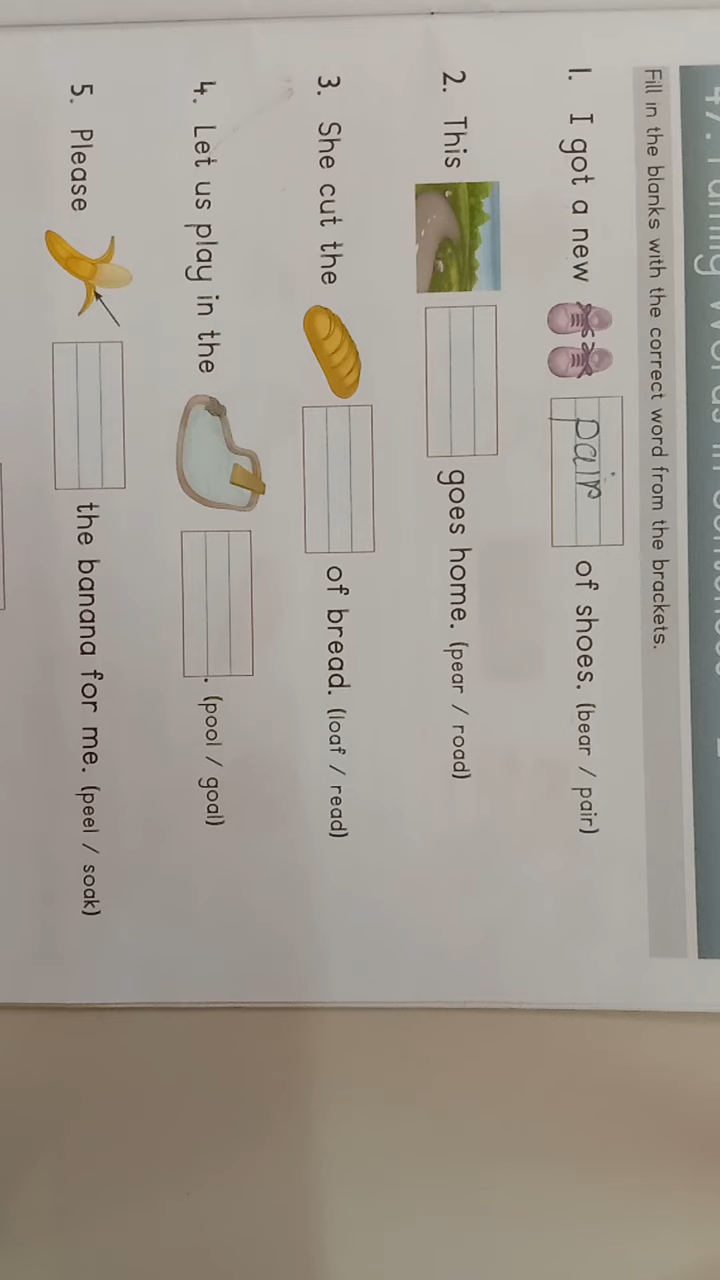 Fill in the blanks with the correct word from the brackets.
1. I got a new pair of shoes. (bear / pair)
2. This goes home. (pear / road)
3. She cut the of bread. (loaf / read)
4. Let us play in the . (pool / goal)
5. Please the banana for me. (peel / soak)